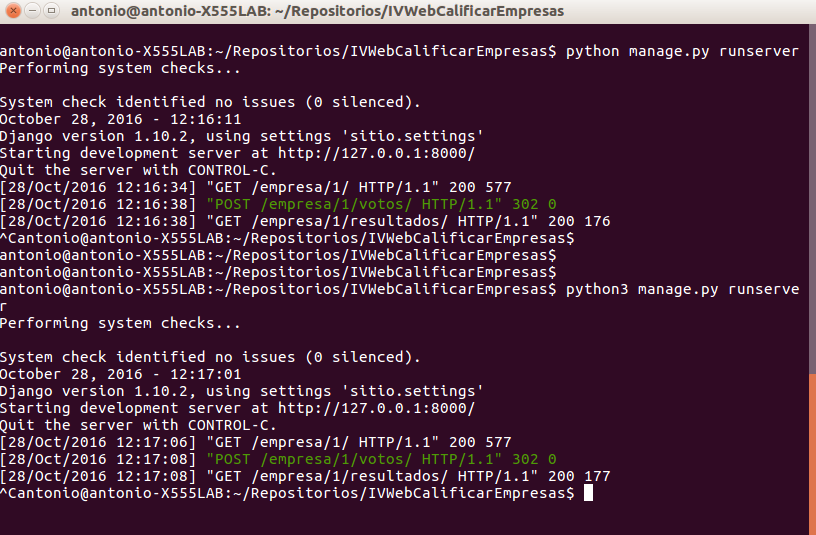 antonio@antonio-X555LAB: ~/Repositorios/IVWebCalificarEmpresas
antonio@antonio-X555LAB:~/Repositorios/IVWebCalificarEmpresas$ python manage.py runserver
Performing system checks...
System check identified no issues (0 silenced).
October 28, 2016 - 12:16:11
Django version 1.10.2, using settings 'sitio.settings'
Starting development server at http://127.0.0.1:8000/
Quit the server with CONTROL-C.
[28/Oct/2016 12:16:34] "GET /empresa/1/ HTTP/1.1" 200 577
[28/Oct/2016 12:16:38] "POST /empresa/1/votos/ HTTP/1.1" 302 0
[28/Oct/2016 12:16:38] "GET /empresa/1/resultados/ HTTP/1.1" 200 176
^Cantonio@antonio-X555LAB:~/Repositorios/IVWebCalificarEmpresas$
antonio@antonio-X555LAB:~/Repositorios/IVWebCalificarEmpresas$
antonio@antonio-X555LAB:~/Repositorios/IVWebCalificarEmpresas$
antonio@antonio-X555LAB:~/Repositorios/IVWebCalificarEmpresas$ python3 manage.py runserve
r
Performing system checks...
System check identified no issues (0 silenced).
October 28, 2016 - 12:17:01
Django version 1.10.2, using settings 'sitio.settings'
Starting development server at http://127.0.0.1:8000/
Quit the server with CONTROL-C.
[28/Oct/2016 12:17:06] "GET /empresa/1/ HTTP/1.1" 200 577
[28/Oct/2016 12:17:08] "POST /empresa/1/votos/ HTTP/1.1" 302 0
[28/Oct/2016 12:17:08] "GET /empresa/1/resultados/ HTTP/1.1" 200 177
^Cantonio@antonio-X555LAB:~/Repositorios/IVWebCalificarEmpresas$